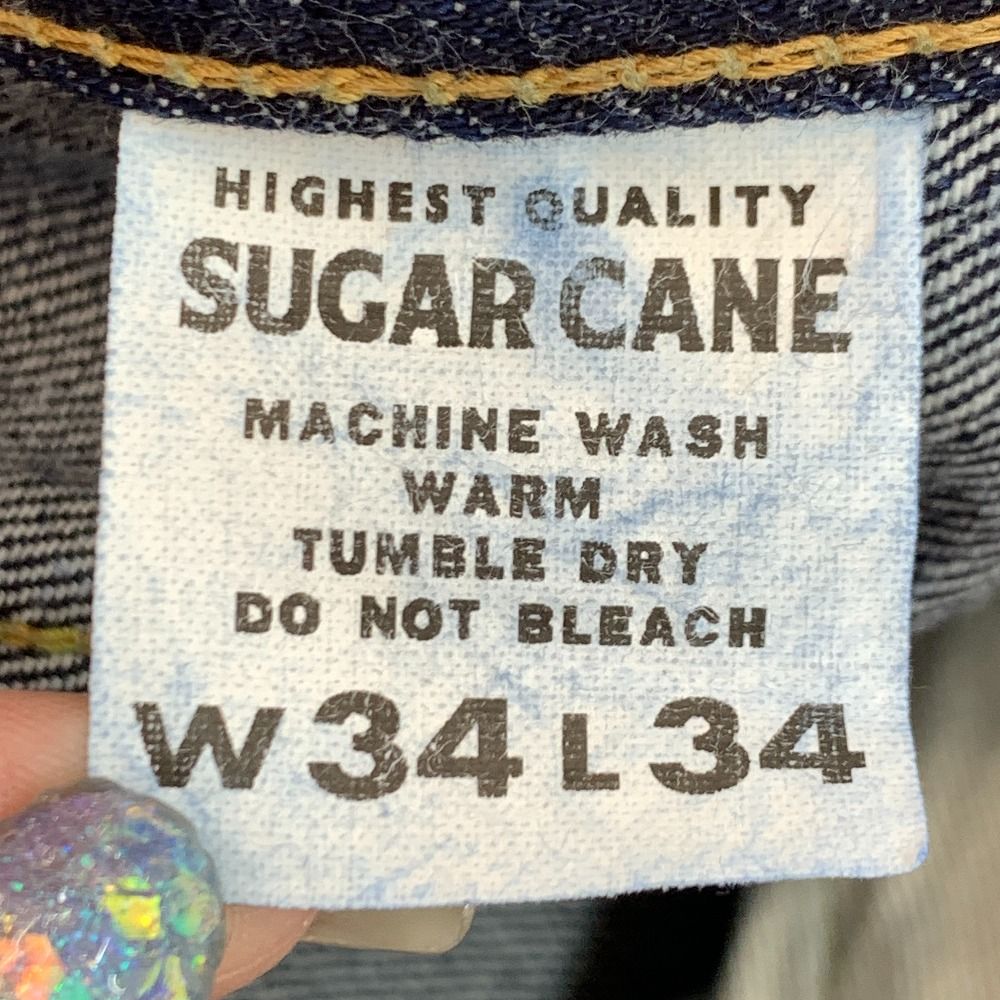 HIGHEST QUALITY
SUGAR CANE
MACHINE WASH
WARM
TUMBLE DRY
DO NOT BLEACH
W34 L34